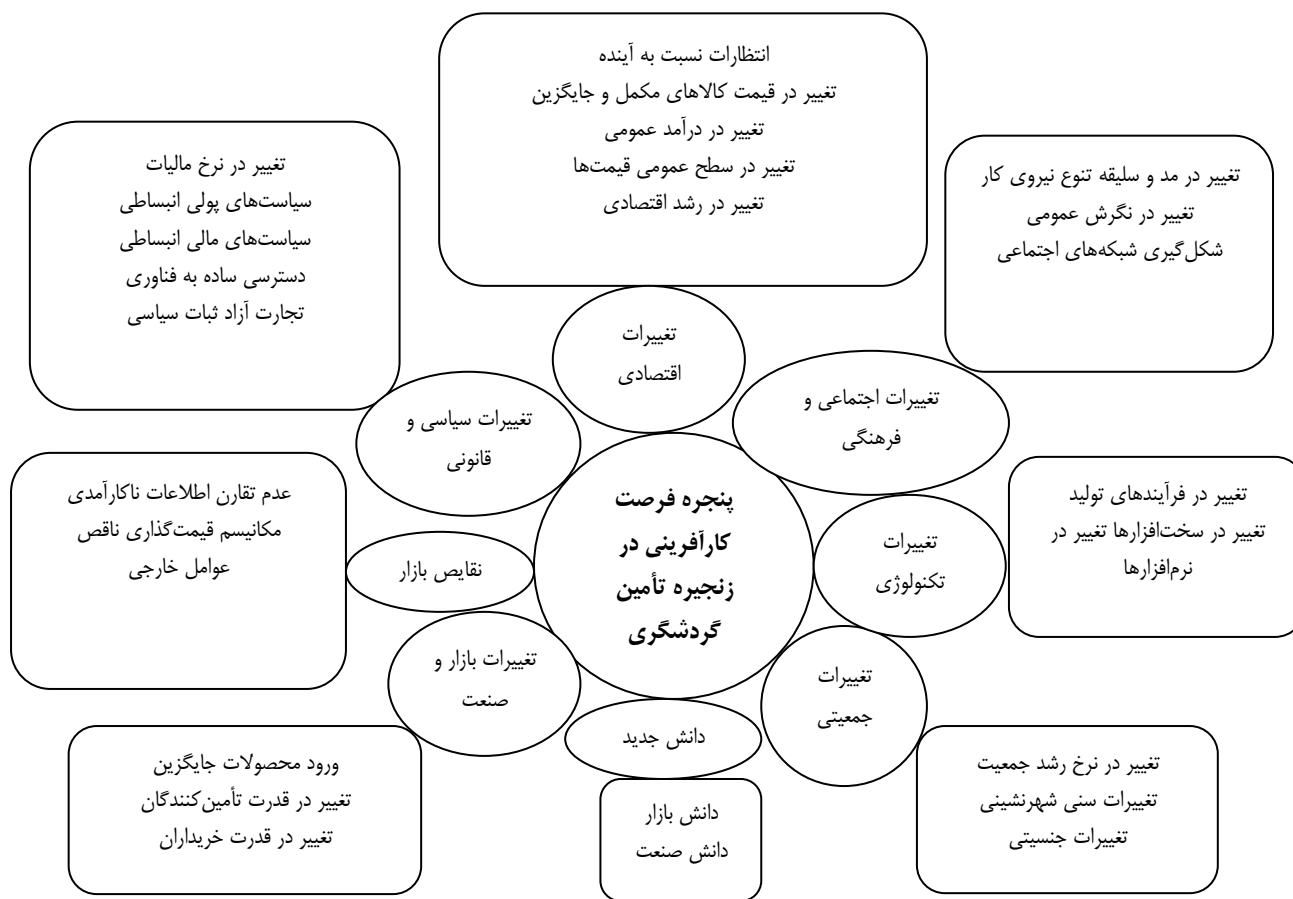 انتظارات نسبت به آینده
تغییر در قیمت کالاهای مکمل و جایگزین
تغییر در درآمد عمومی
تغییر در سطح عمومی قیمت‌ها
تغییر در رشد اقتصادی
تغییر در مد و سلیقه تنوع نیروی کار
تغییر در نگرش عمومی
شکل‌گیری شبکه‌های اجتماعی
تغییر در نرخ مالیات
سیاست‌های پولی انبساطی
سیاست‌های مالی انبساطی
دسترسی ساده به فناوری
تجارت آزاد ثبات سیاسی
تغییرات
اقتصادی
تغییرات اجتماعی و
فرهنگی
تغییرات سیاسی و
قانونی
تغییر در فرآیندهای تولید
تغییر در سخت‌افزارها تغییر در
نرم‌افزارها
تغییرات
تکنولوژی
پنجره فرصت
کارآفرینی در
زنجیره تأمین
گردشگری
نقایص بازار
عدم تقارن اطلاعات ناکارآمدی
مکانیسم قیمت‌گذاری ناقص
عوامل خارجی
تغییرات
جمعیتی
تغییرات بازار و
صنعت
دانش جدید
تغییر در نرخ رشد جمعیت
تغییرات سنی شهرنشینی
تغییرات جنسیتی
دانش بازار
دانش صنعت
ورود محصولات جایگزین
تغییر در قدرت تأمین‌کنندگان
تغییر در قدرت خریداران